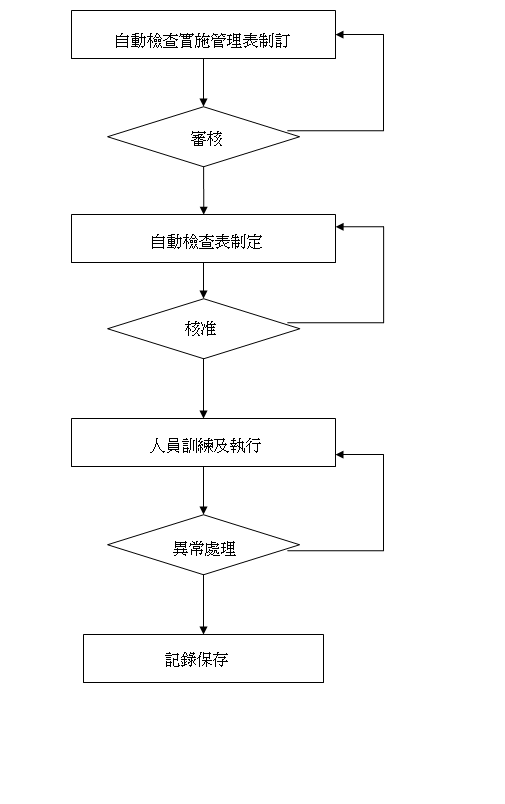 自動檢查實施管理表制訂
審核
自動檢查表制定
核准
人員訓練及執行
異常處理
記錄保存